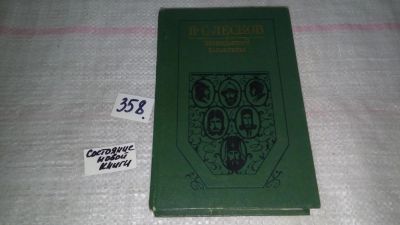 Н·С·ЛЕСКОВ
358.
Состояние
новой
книги